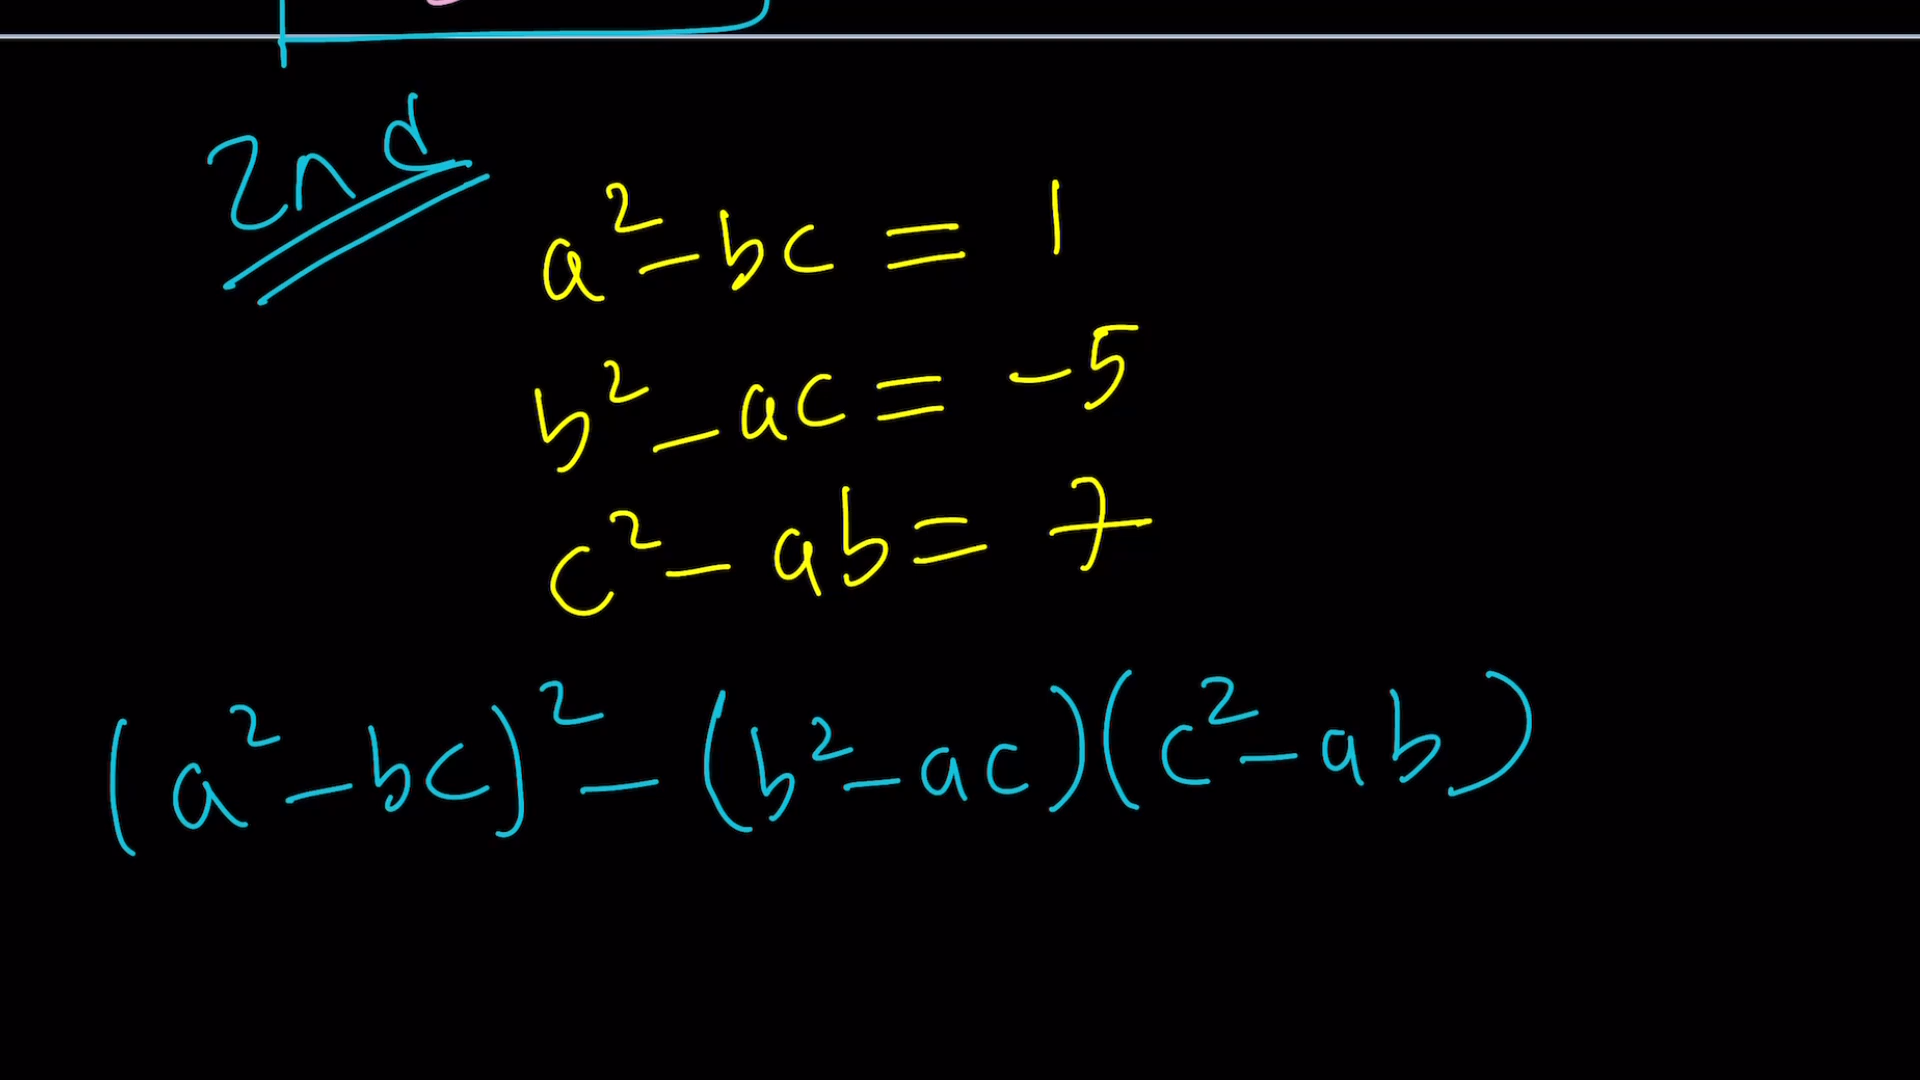 2nd
a² - bc = 1
b² - ac = -5
c² - ab = 7
(a² - bc)² - (b² - ac)(c² - ab)